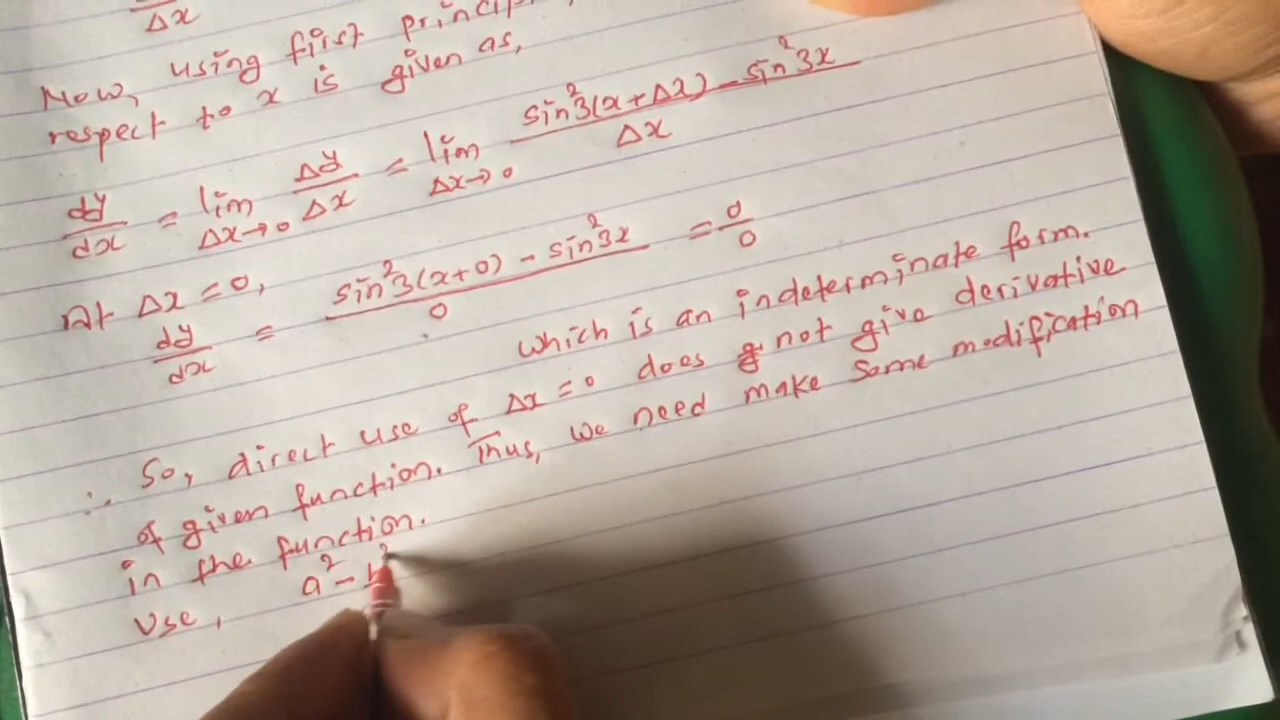 Δx
Now, using first princip
respect to x is given as,
dy/dx = lim Δx→0 Δy/Δx = lim Δx→0 (sin²3(x+Δx) - sin²3x)/Δx
At Δx = 0,
dy/dx = (sin²3(x+0) - sin²3x)/0 = 0/0
which is an indeterminate form.
∴ So, direct use of Δx = 0 does not give derivative
of given function. Thus, we need make some modification
in the function.
Use, a² -